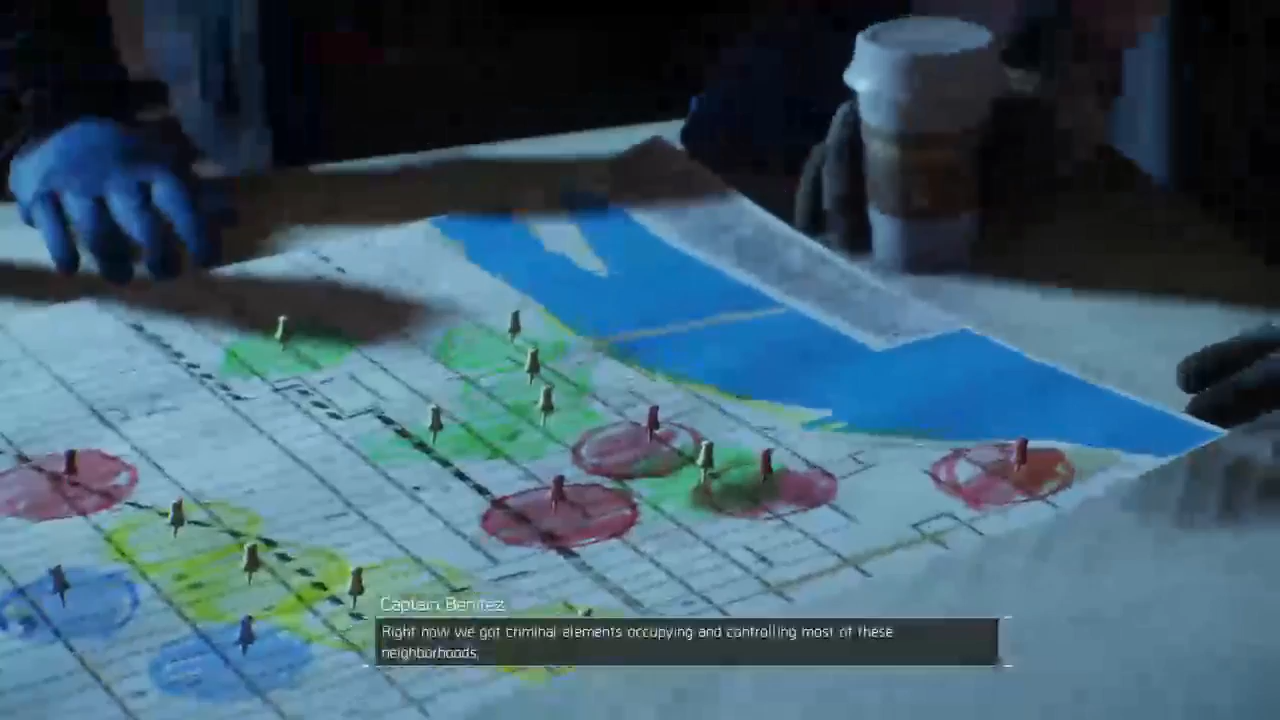 Captain Benitez
Right now we got criminal elements occupying and controlling most of these
neighborhoods.